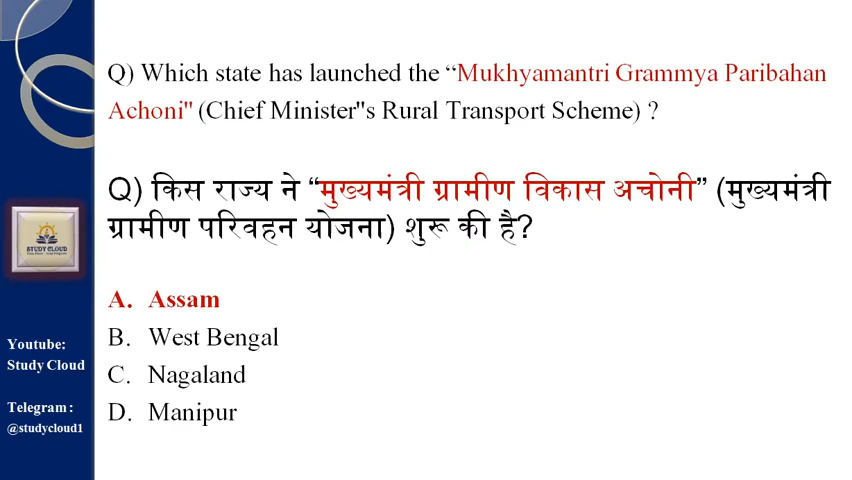 Q) Which state has launched the “Mukhyamantri Grammya Paribahan
Achoni" (Chief Minister"s Rural Transport Scheme) ?
Q) किस राज्य ने “मुख्यमंत्री ग्रामीण विकास अचोनी” (मुख्यमंत्री
ग्रामीण परिवहन योजना) शुरू की है?
STUDY CLOUD
A. Assam
B. West Bengal
C. Nagaland
D. Manipur
Youtube:
Study Cloud
Telegram :
@studycloud1